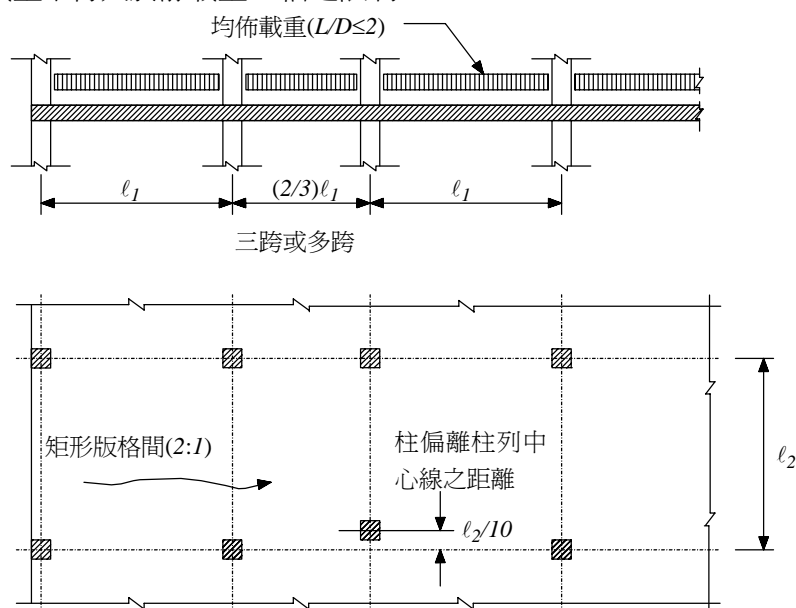 均佈載重(L/D≤2)
ℓ1
(2/3)ℓ1
ℓ1
三跨或多跨
矩形版格間(2:1)
柱偏離柱列中
心線之距離
ℓ2/10
ℓ2